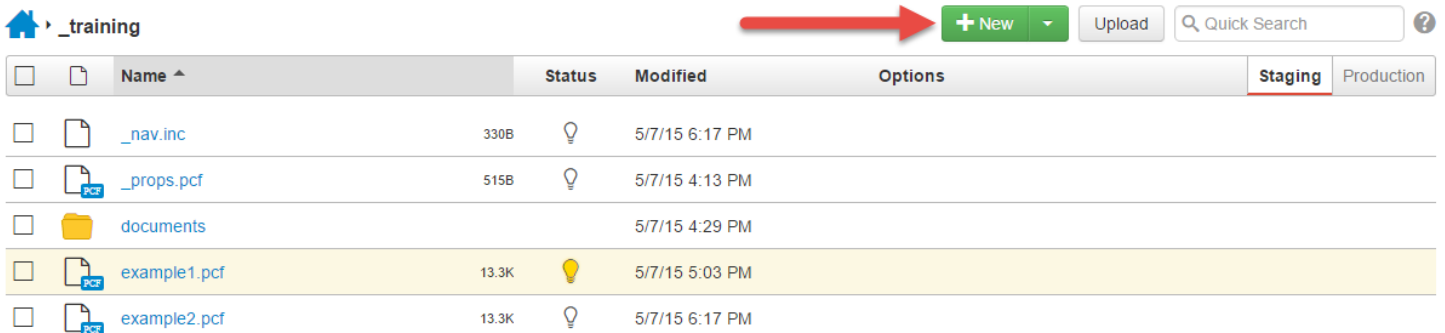 _training
New
Upload
Quick Search
?
Name
Status
Modified
Options
Staging
Production
_nav.inc 330B 5/7/15 6:17 PM
PCF _props.pcf 515B 5/7/15 4:13 PM
documents 5/7/15 4:29 PM
PCF example1.pcf 13.3K 5/7/15 5:03 PM
PCF example2.pcf 13.3K 5/7/15 6:17 PM